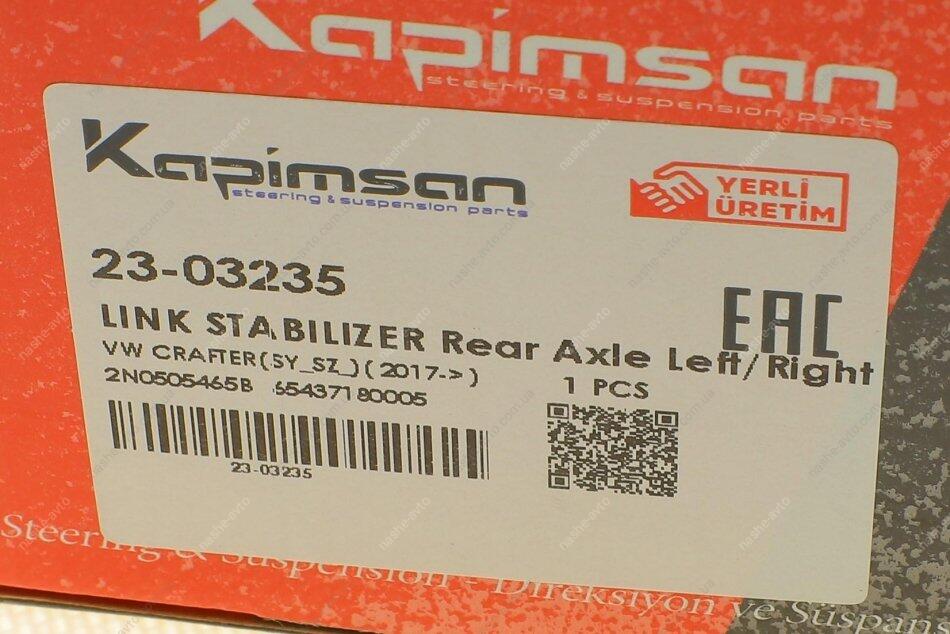 Kapimsan
steering & suspension parts
Kapimsan
steering & suspension parts
YERLİ
ÜRETİM
23-03235
EAC
LINK STABILIZER Rear Axle Left/Right
VW CRAFTER(SY_SZ_)(2017->)
1 PCS
2N0505465B 65437180005
23-03235
Steering & Suspension - Direksiyon ve Süspans